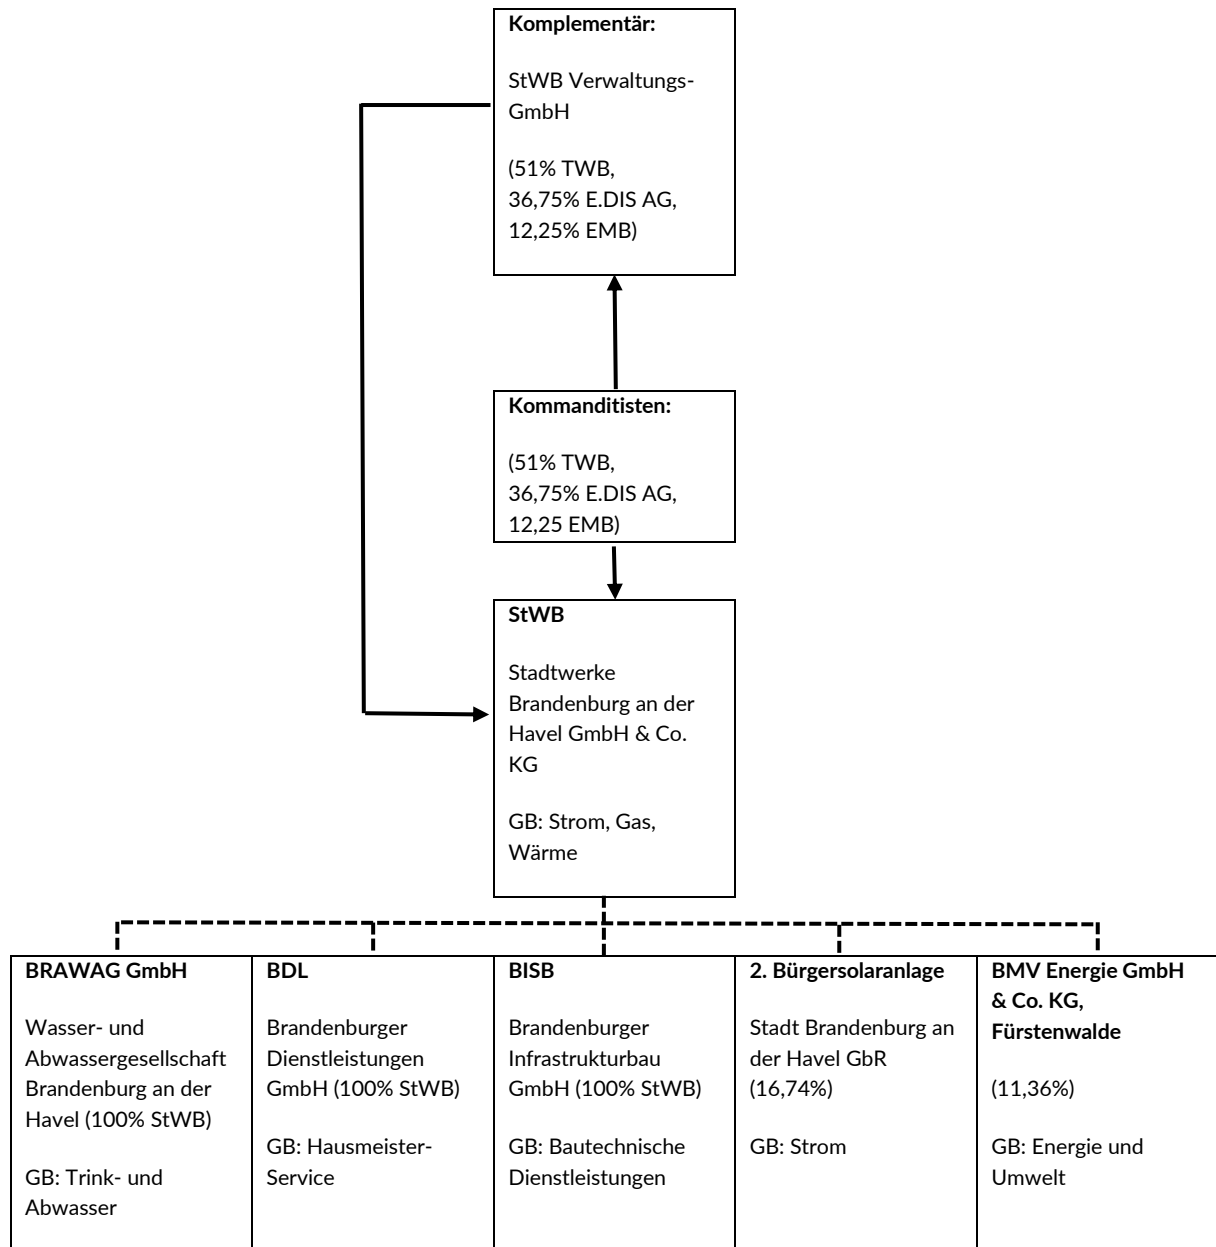 Komplementär:
StWB Verwaltungs-
GmbH
(51% TWB,
36,75% E.DIS AG,
12,25% EMB)
Kommanditisten:
(51% TWB,
36,75% E.DIS AG,
12,25 EMB)
StWB
Stadtwerke
Brandenburg an der
Havel GmbH & Co.
KG
GB: Strom, Gas,
Wärme
BRAWAG GmbH
Wasser- und
Abwassergesellschaft
Brandenburg an der
Havel (100% StWB)
GB: Trink- und
Abwasser
BDL
Brandenburger
Dienstleistungen
GmbH (100% StWB)
GB: Hausmeister-
Service
BISB
Brandenburger
Infrastrukturbau
GmbH (100% StWB)
GB: Bautechnische
Dienstleistungen
2. Bürgersolaranlage
Stadt Brandenburg an
der Havel GbR
(16,74%)
GB: Strom
BMV Energie GmbH
& Co. KG,
Fürstenwalde
(11,36%)
GB: Energie und
Umwelt